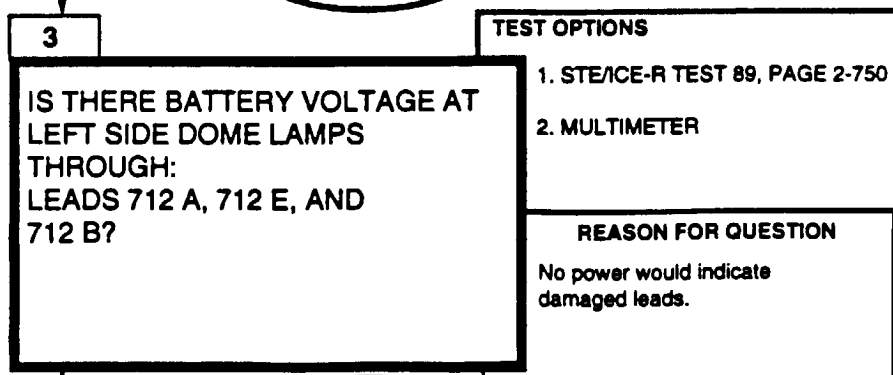 3
IS THERE BATTERY VOLTAGE AT
LEFT SIDE DOME LAMPS
THROUGH:
LEADS 712 A, 712 E, AND
712 B?
TEST OPTIONS
1. STE/ICE-R TEST 89, PAGE 2-750
2. MULTIMETER
REASON FOR QUESTION
No power would indicate
damaged leads.